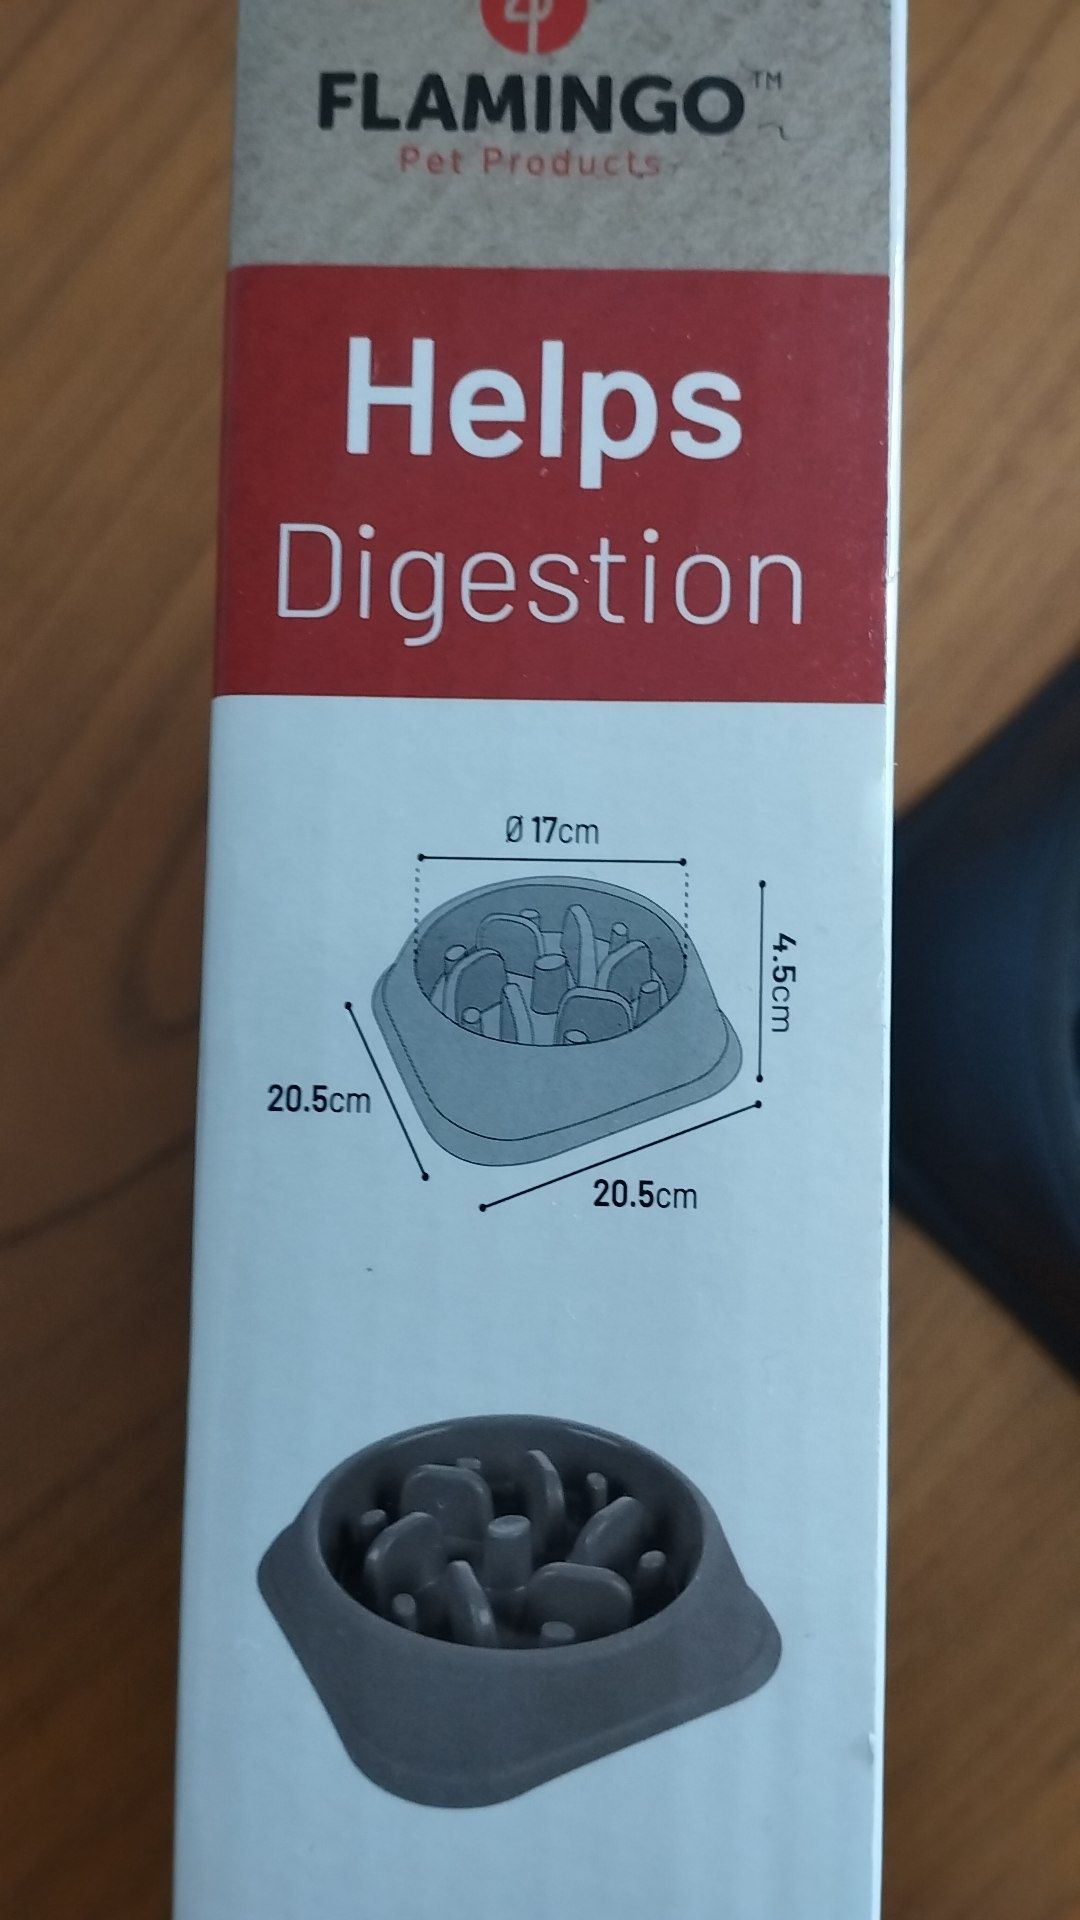 FLAMINGO™
Pet Products
Helps
Digestion
Ø 17cm
4.5cm
20.5cm
20.5cm